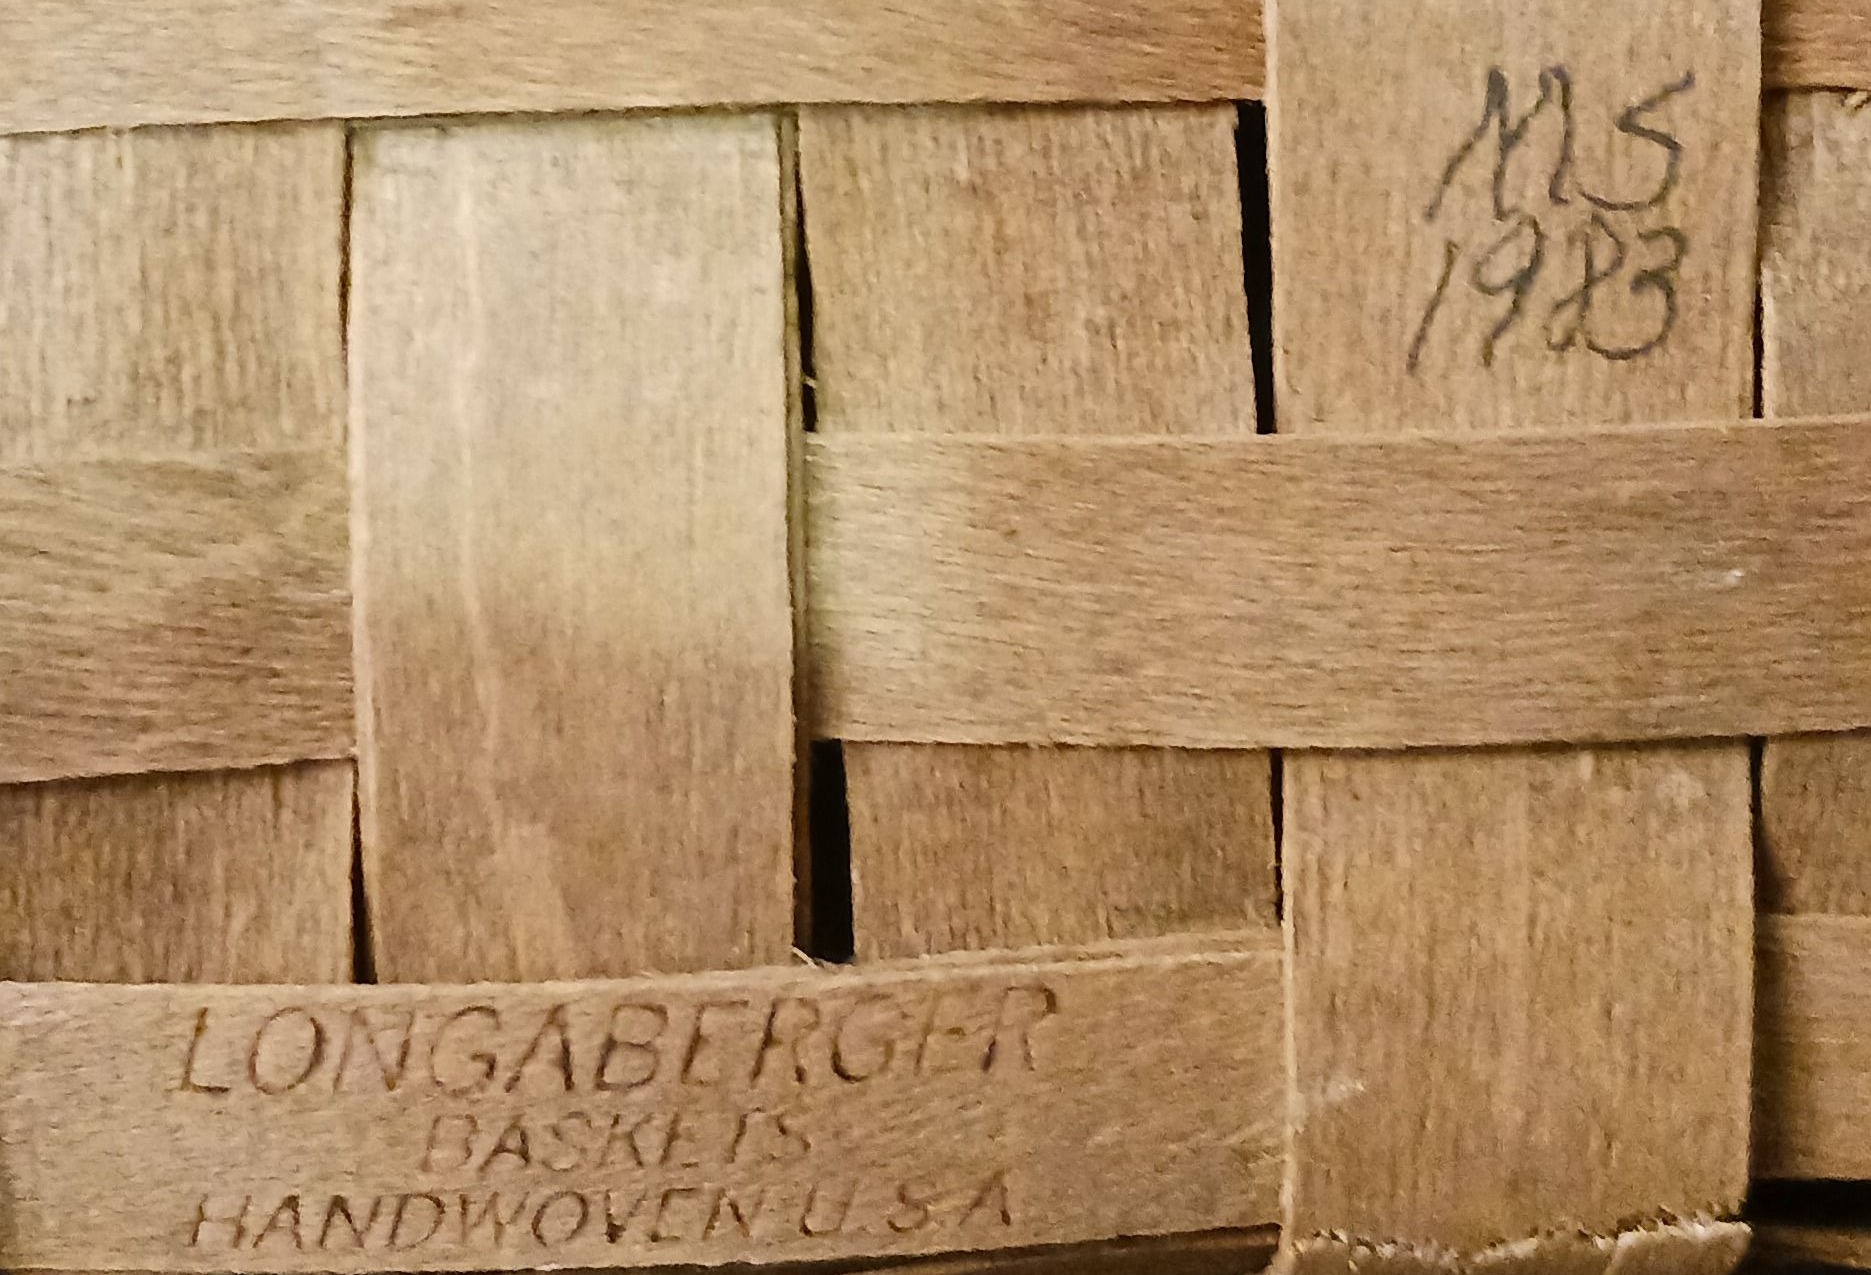 MS
1983
LONGABERGER
BASKETS
HANDWOVEN U.S.A